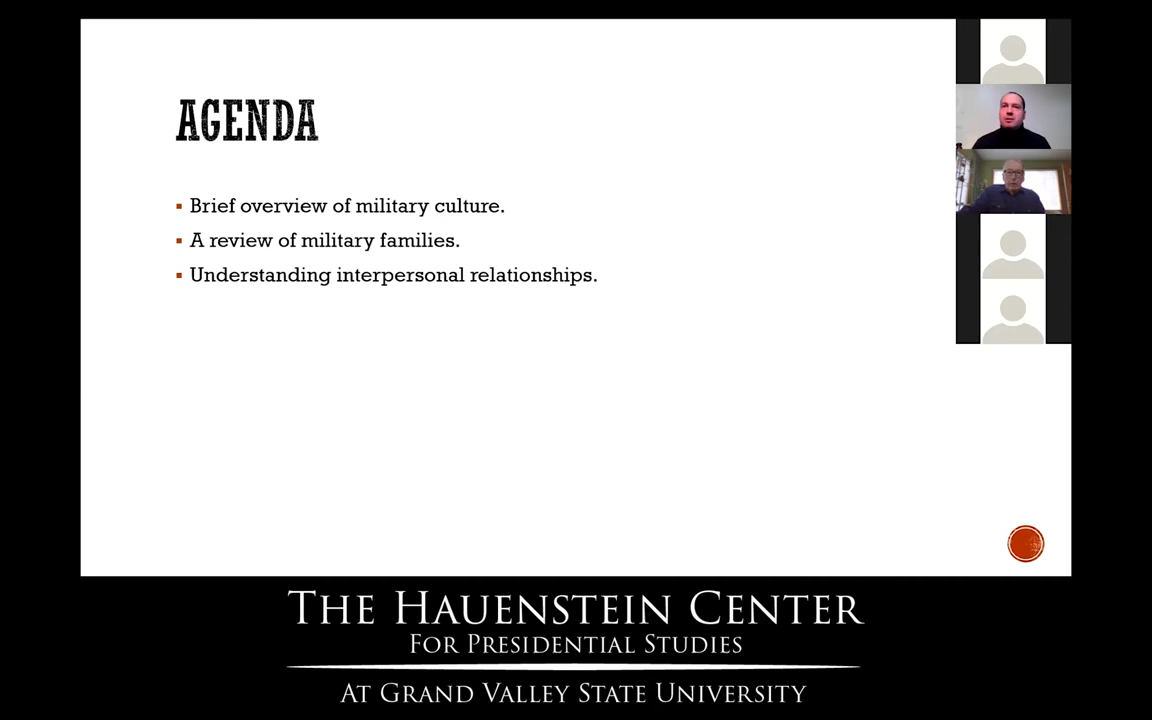 AGENDA
Brief overview of military culture.
A review of military families.
Understanding interpersonal relationships.
THE HAUENSTEIN CENTER
FOR PRESIDENTIAL STUDIES
AT GRAND VALLEY STATE UNIVERSITY